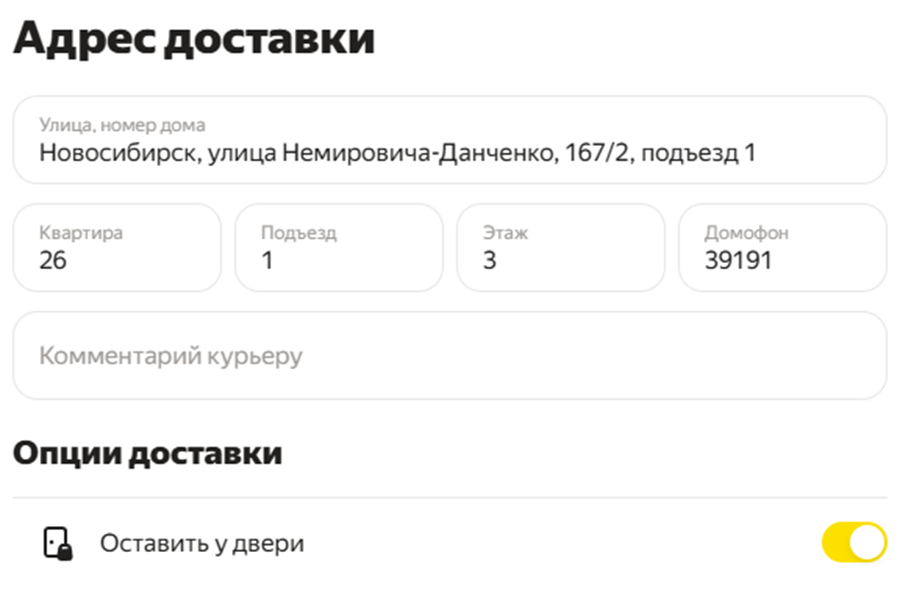 Адрес доставки
Улица, номер дома
Новосибирск, улица Немировича-Данченко, 167/2, подъезд 1
Квартира
26
Подъезд
1
Этаж
3
Домофон
39191
Комментарий курьеру
Опции доставки
Оставить у двери